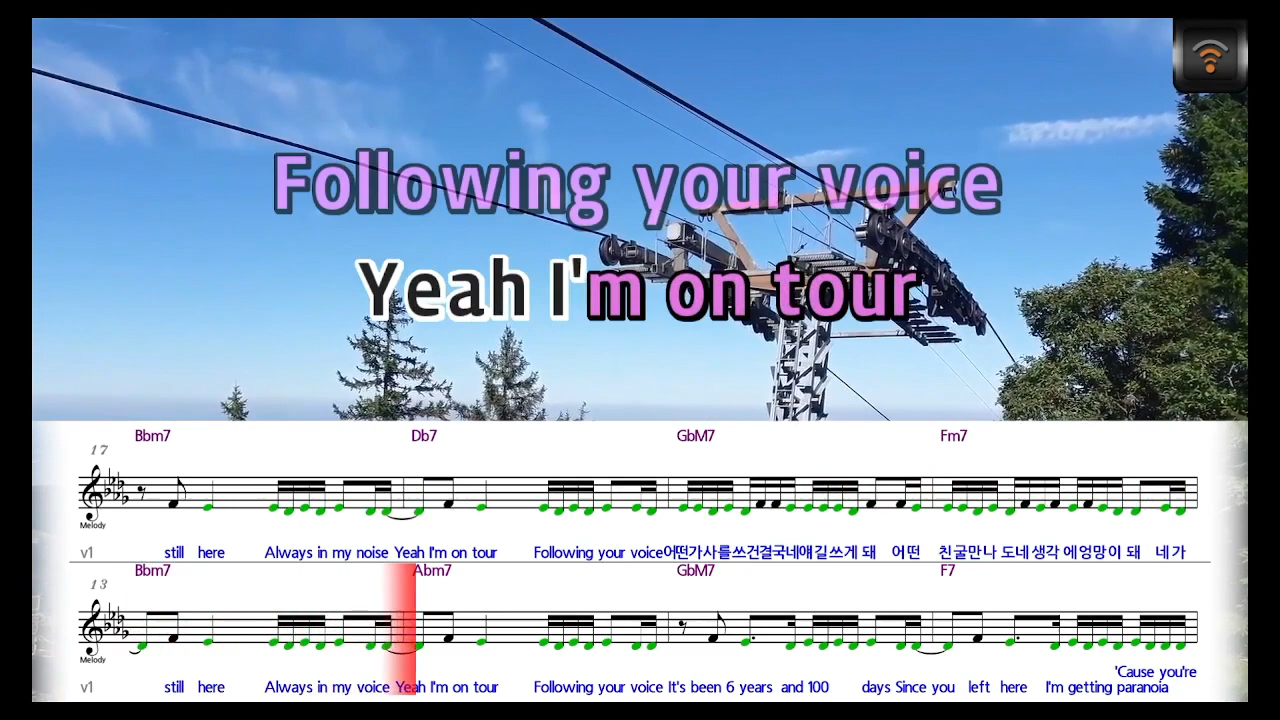 Following your voice
Yeah I'm on tour
Bbm7 Db7 GbM7 Fm7
17
Melody
v1 still here Always in my noise Yeah I'm on tour Following your voice어떤가사를쓰건결국네얘길쓰게 돼 어떤 친굴만나 도네생각 에엉망이 돼 네가
Bbm7 Abm7 GbM7 F7
13
Melody
'Cause you're
v1 still here Always in my voice Yeah I'm on tour Following your voice It's been 6 years and 100 days Since you left here I'm getting paranoia